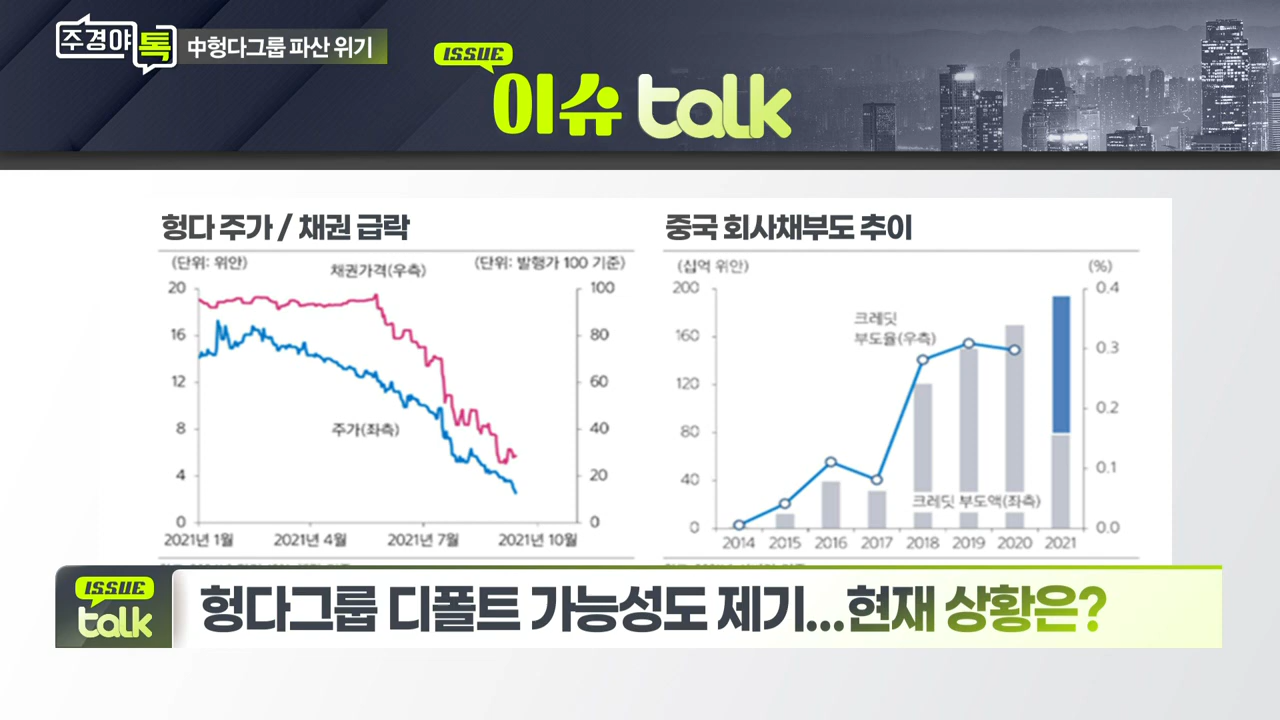 주경야톡
中헝다그룹 파산 위기
ISSUE
이슈 talk
헝다 주가 / 채권 급락
(단위: 위안)
채권가격(우측)
(단위: 발행가 100 기준)
20
16
12
8
4
0
100
80
60
40
20
0
주가(좌측)
2021년 1월
2021년 4월
2021년 7월
2021년 10월
중국 회사채부도 추이
(십억 위안)
(%)
200
160
120
80
40
0
0.4
0.3
0.2
0.1
0.0
크레딧
부도율(우측)
크레딧 부도액(좌측)
2014
2015
2016
2017
2018
2019
2020
2021
ISSUE
talk
헝다그룹 디폴트 가능성도 제기...현재 상황은?